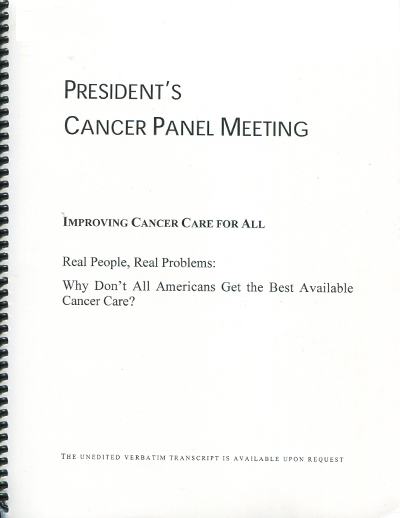 PRESIDENT'S
CANCER PANEL MEETING
IMPROVING CANCER CARE FOR ALL
Real People, Real Problems:
Why Don't All Americans Get the Best Available
Cancer Care?
THE UNEDITED VERBATIM TRANSCRIPT IS AVAILABLE UPON REQUEST